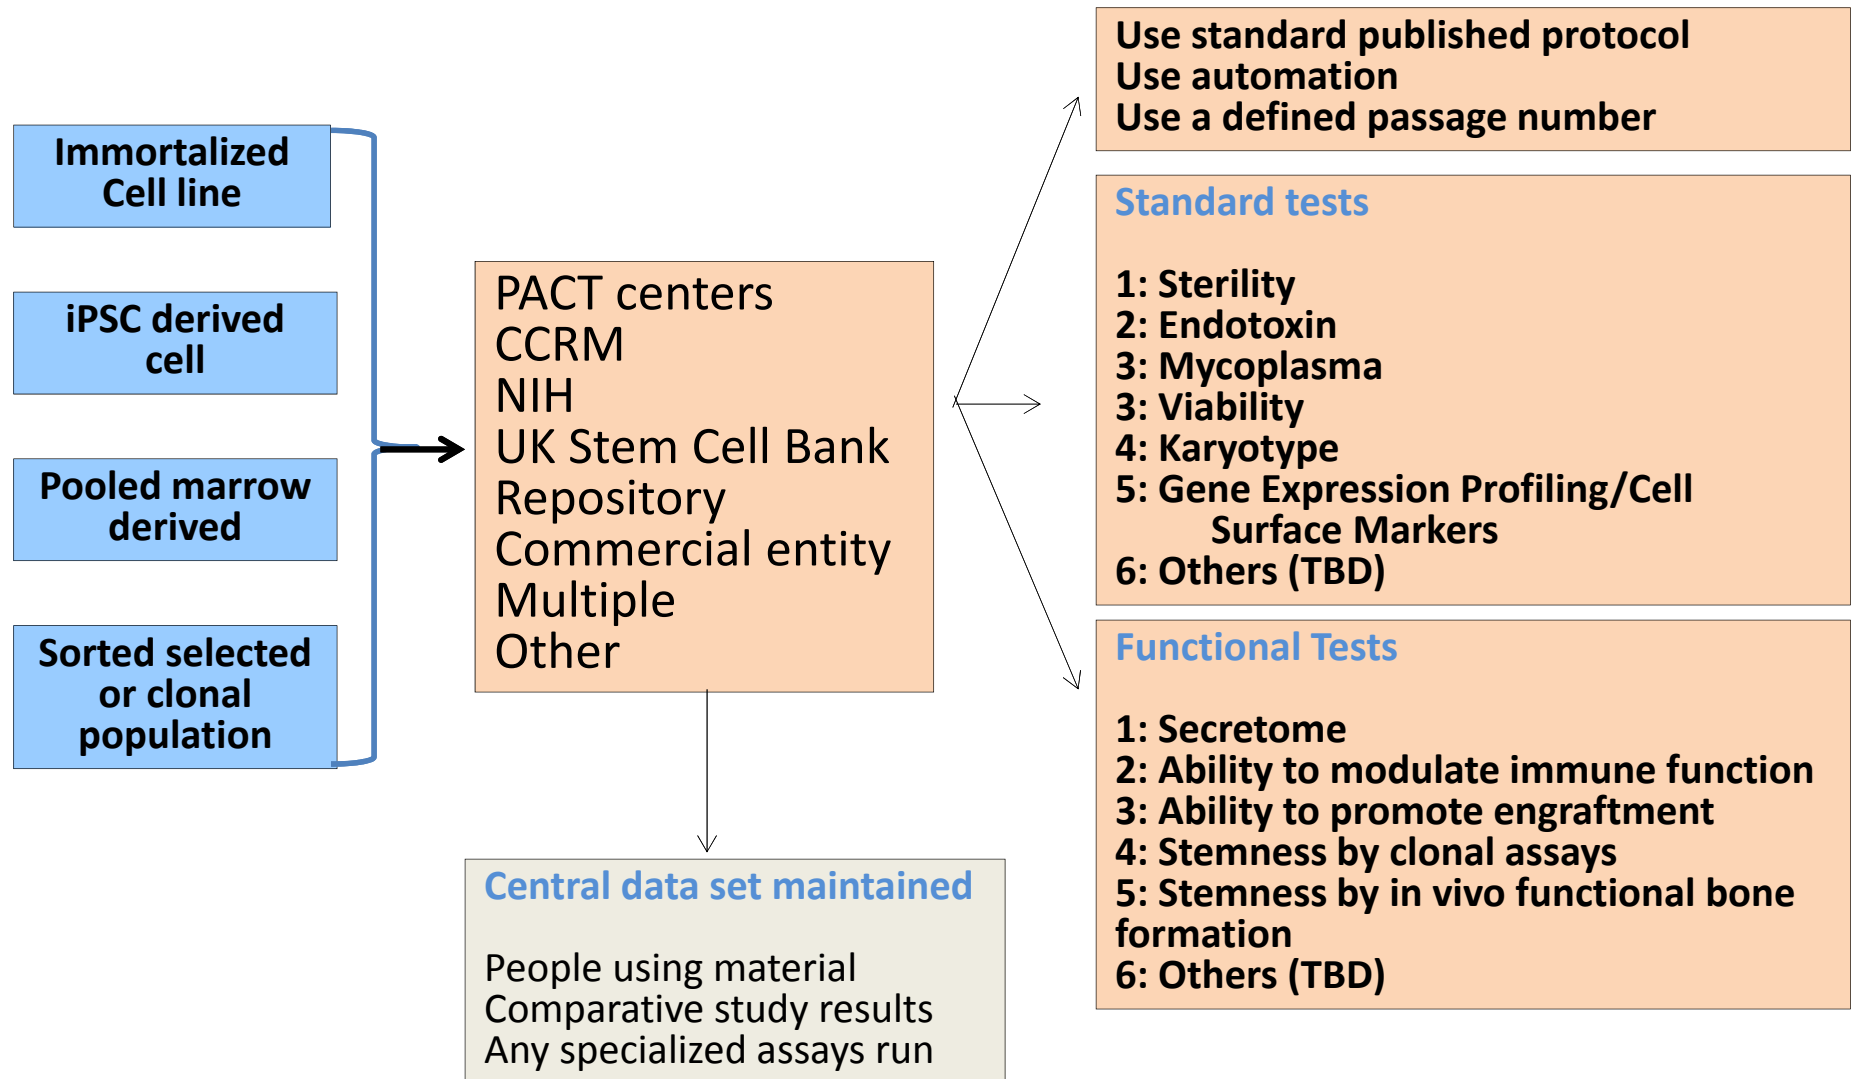 Immortalized
Cell line
iPSC derived
cell
Pooled marrow
derived
Sorted selected
or clonal
population
PACT centers
CCRM
NIH
UK Stem Cell Bank
Repository
Commercial entity
Multiple
Other
Central data set maintained
People using material
Comparative study results
Any specialized assays run
Use standard published protocol
Use automation
Use a defined passage number
Standard tests
1: Sterility
2: Endotoxin
3: Mycoplasma
3: Viability
4: Karyotype
5: Gene Expression Profiling/Cell
Surface Markers
6: Others (TBD)
Functional Tests
1: Secretome
2: Ability to modulate immune function
3: Ability to promote engraftment
4: Stemness by clonal assays
5: Stemness by in vivo functional bone
formation
6: Others (TBD)